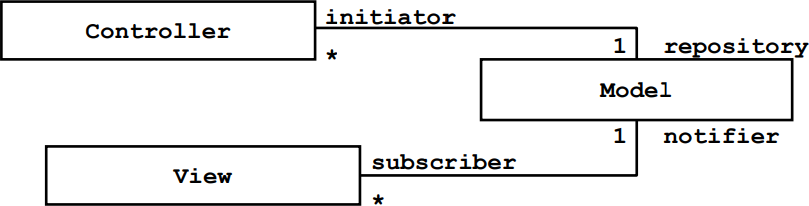 Controller
initiator
*
1 repository
Model
1 notifier
View
subscriber
*